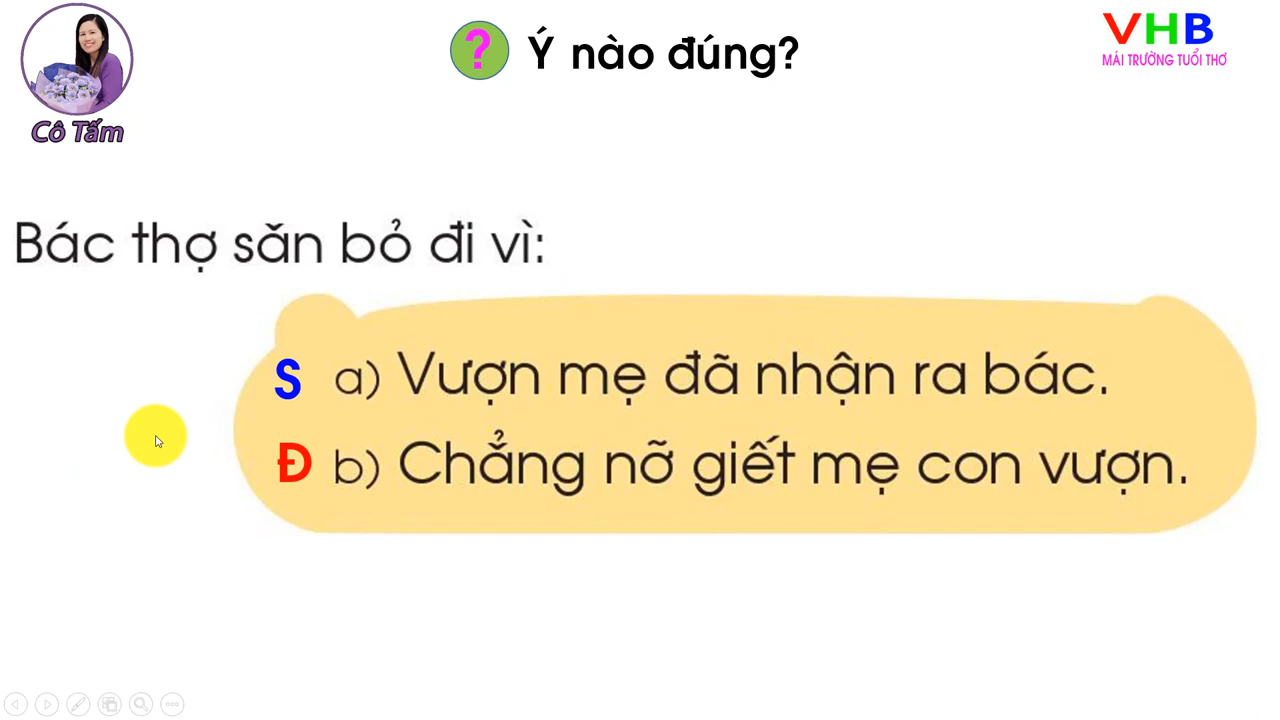 ? Ý nào đúng?
VHB
MÁI TRƯỜNG TUỔI THƠ
Cô Tấm
Bác thợ săn bỏ đi vì:
S a) Vượn mẹ đã nhận ra bác.
Đ b) Chẳng nỡ giết mẹ con vượn.